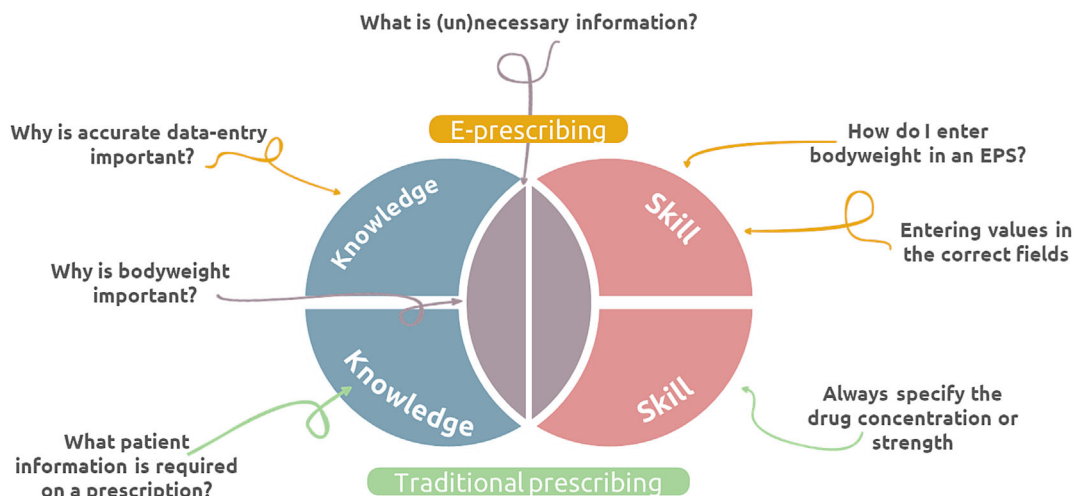 What is (un)necessary information?
E-prescribing
Why is accurate data-entry
important?
How do I enter
bodyweight in an EPS?
Knowledge
Skill
Entering values in
the correct fields
Why is bodyweight
important?
Knowledge
Skill
Always specify the
drug concentration or
strength
What patient
information is required
on a prescription?
Traditional prescribing